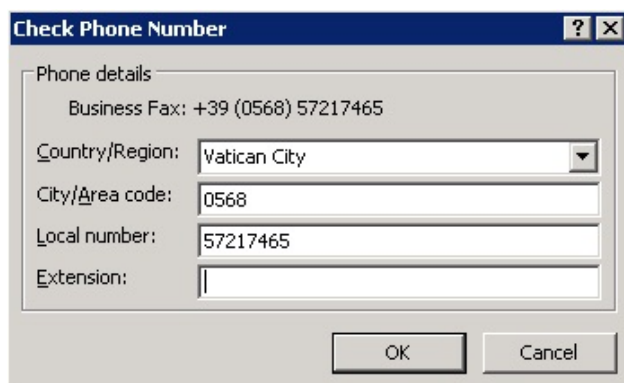 Check Phone Number
Phone details
Business Fax: +39 (0568) 57217465
Country/Region: Vatican City
City/Area code: 0568
Local number: 57217465
Extension:
OK Cancel